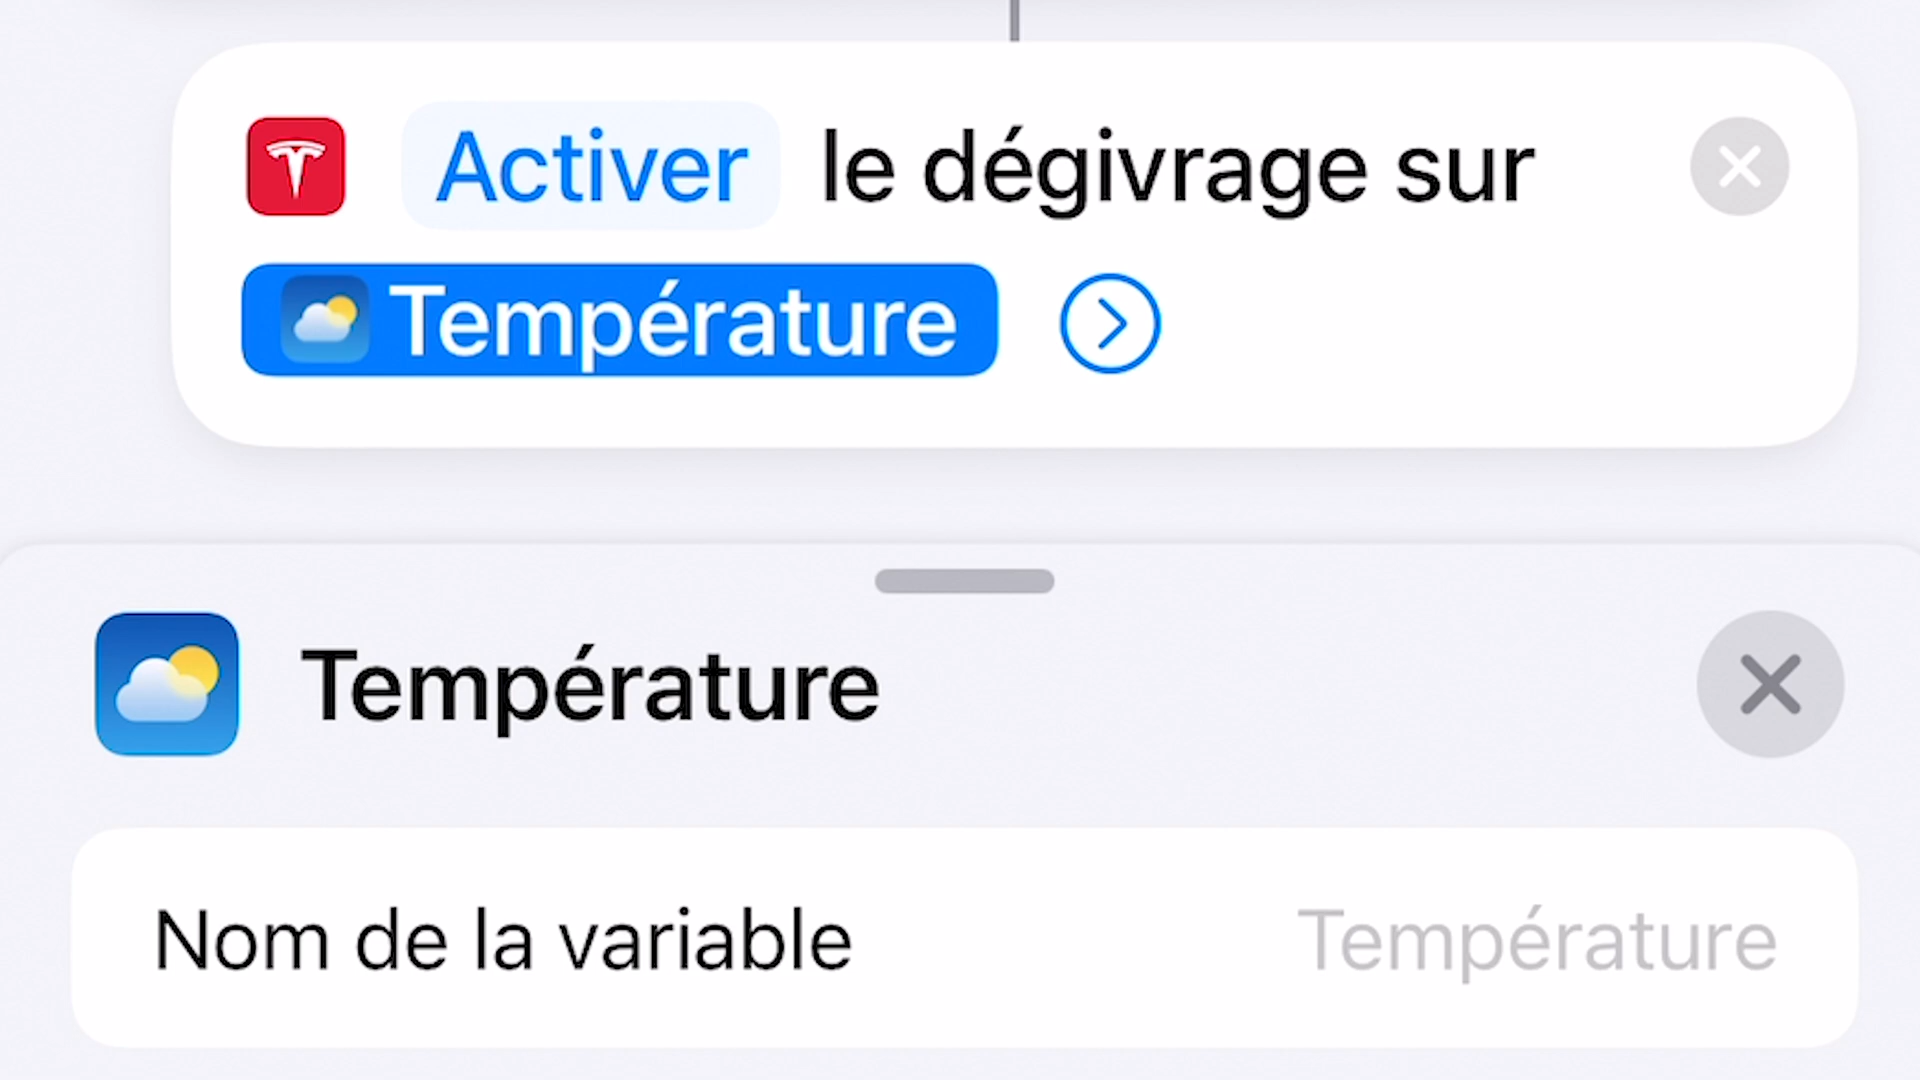 Activer le dégivrage sur
Température
Température
Nom de la variable Température